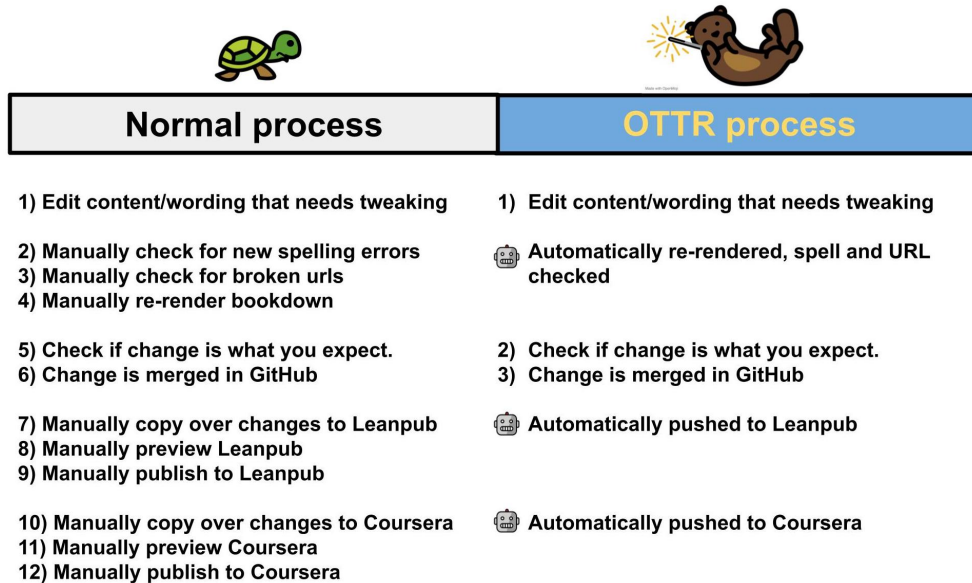 Made with OpenMoji
Normal process
OTTR process
1) Edit content/wording that needs tweaking
2) Manually check for new spelling errors
3) Manually check for broken urls
4) Manually re-render bookdown
5) Check if change is what you expect.
6) Change is merged in GitHub
7) Manually copy over changes to Leanpub
8) Manually preview Leanpub
9) Manually publish to Leanpub
10) Manually copy over changes to Coursera
11) Manually preview Coursera
12) Manually publish to Coursera
1) Edit content/wording that needs tweaking
Automatically re-rendered, spell and URL
checked
2) Check if change is what you expect.
3) Change is merged in GitHub
Automatically pushed to Leanpub
Automatically pushed to Coursera